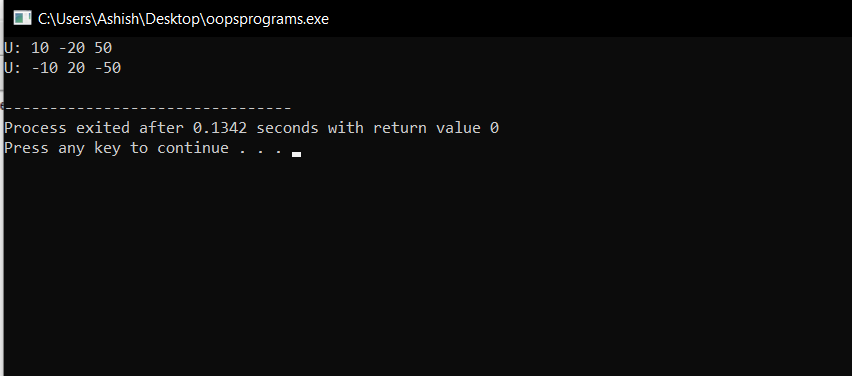 C:\Users\Ashish\Desktop\oopsprograms.exe
U: 10 -20 50
U: -10 20 -50
--------------------------------
Process exited after 0.1342 seconds with return value 0
Press any key to continue . . .